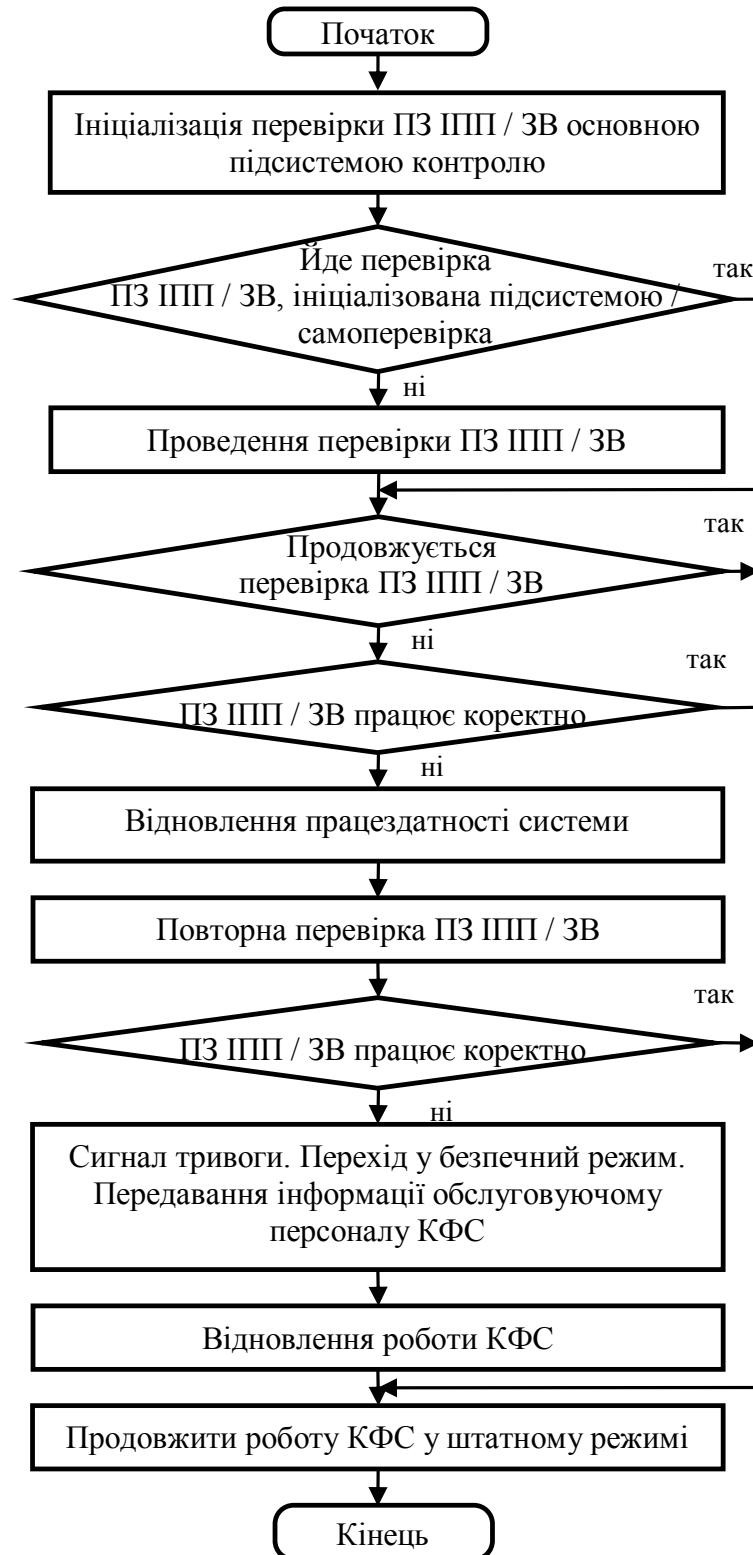 Початок
Ініціалізація перевірки ПЗ ІПП / ЗВ основною
підсистемою контролю
Йде перевірка
ПЗ ІПП / ЗВ, ініціалізована підсистемою /
самоперевірка
так
ні
Проведення перевірки ПЗ ІПП / ЗВ
Продовжується
перевірка ПЗ ІПП / ЗВ
так
ні
ПЗ ІПП / ЗВ працює коректно
так
ні
Відновлення працездатності системи
Повторна перевірка ПЗ ІПП / ЗВ
ПЗ ІПП / ЗВ працює коректно
так
ні
Сигнал тривоги. Перехід у безпечний режим.
Передавання інформації обслуговуючому
персоналу КФС
Відновлення роботи КФС
Продовжити роботу КФС у штатному режимі
Кінець